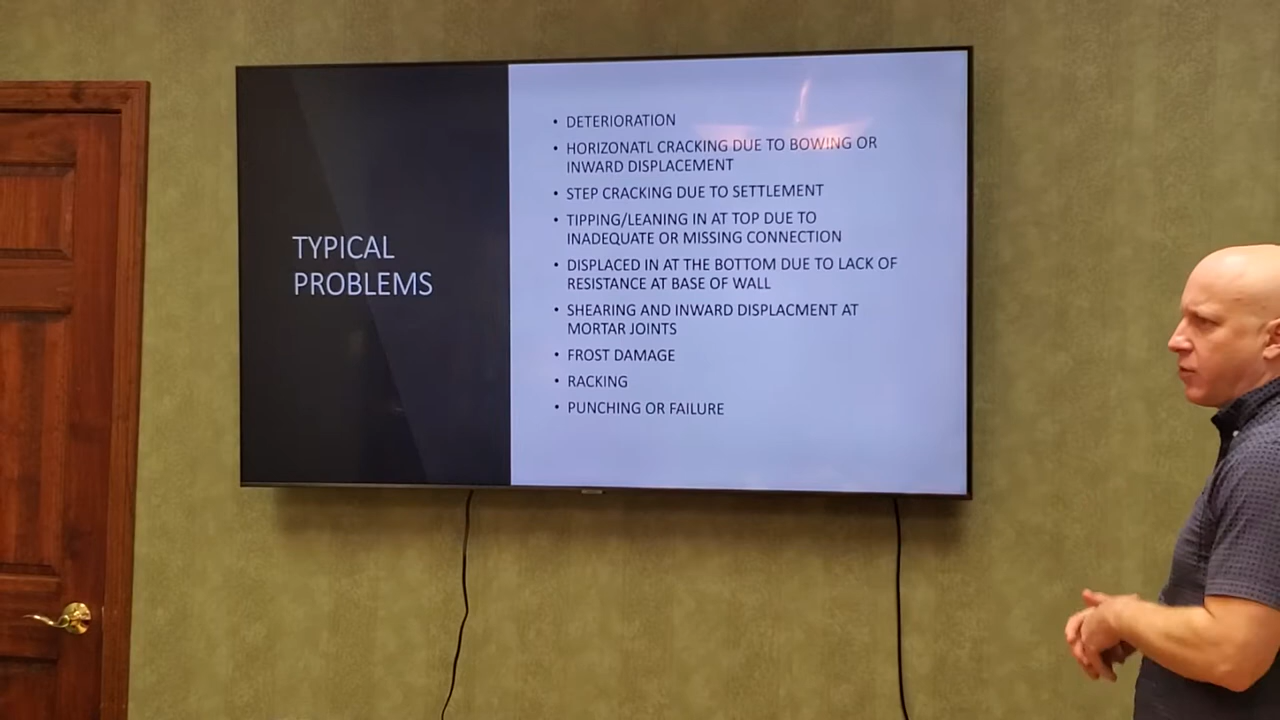 TYPICAL
PROBLEMS
• DETERIORATION
• HORIZONATL CRACKING DUE TO BOWING OR
INWARD DISPLACEMENT
• STEP CRACKING DUE TO SETTLEMENT
• TIPPING/LEANING IN AT TOP DUE TO
INADEQUATE OR MISSING CONNECTION
• DISPLACED IN AT THE BOTTOM DUE TO LACK OF
RESISTANCE AT BASE OF WALL
• SHEARING AND INWARD DISPLACMENT AT
MORTAR JOINTS
• FROST DAMAGE
• RACKING
• PUNCHING OR FAILURE